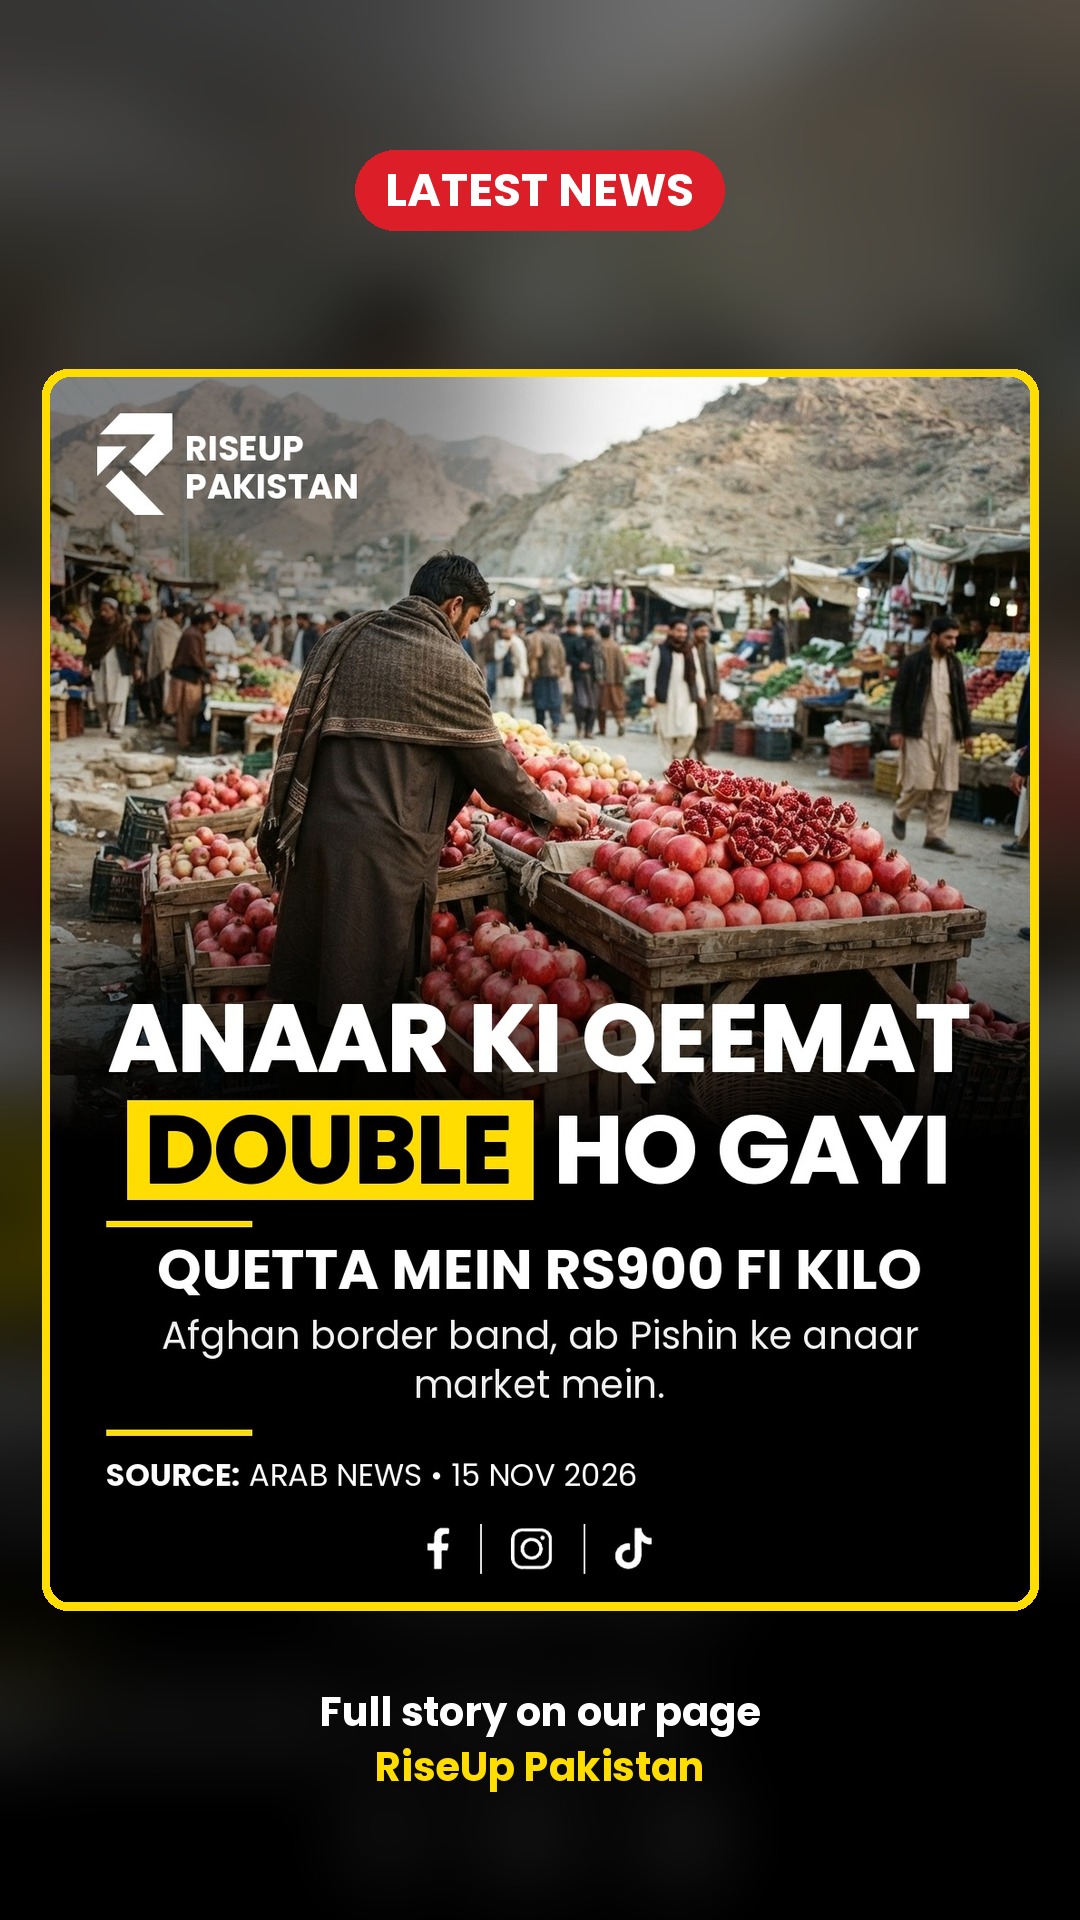 LATEST NEWS
RISEUP
PAKISTAN
ANAAR KI QEEMAT
DOUBLE HO GAYI
QUETTA MEIN RS900 FI KILO
Afghan border band, ab Pishin ke anaar
market mein.
SOURCE: ARAB NEWS • 15 NOV 2026
Full story on our page
RiseUp Pakistan